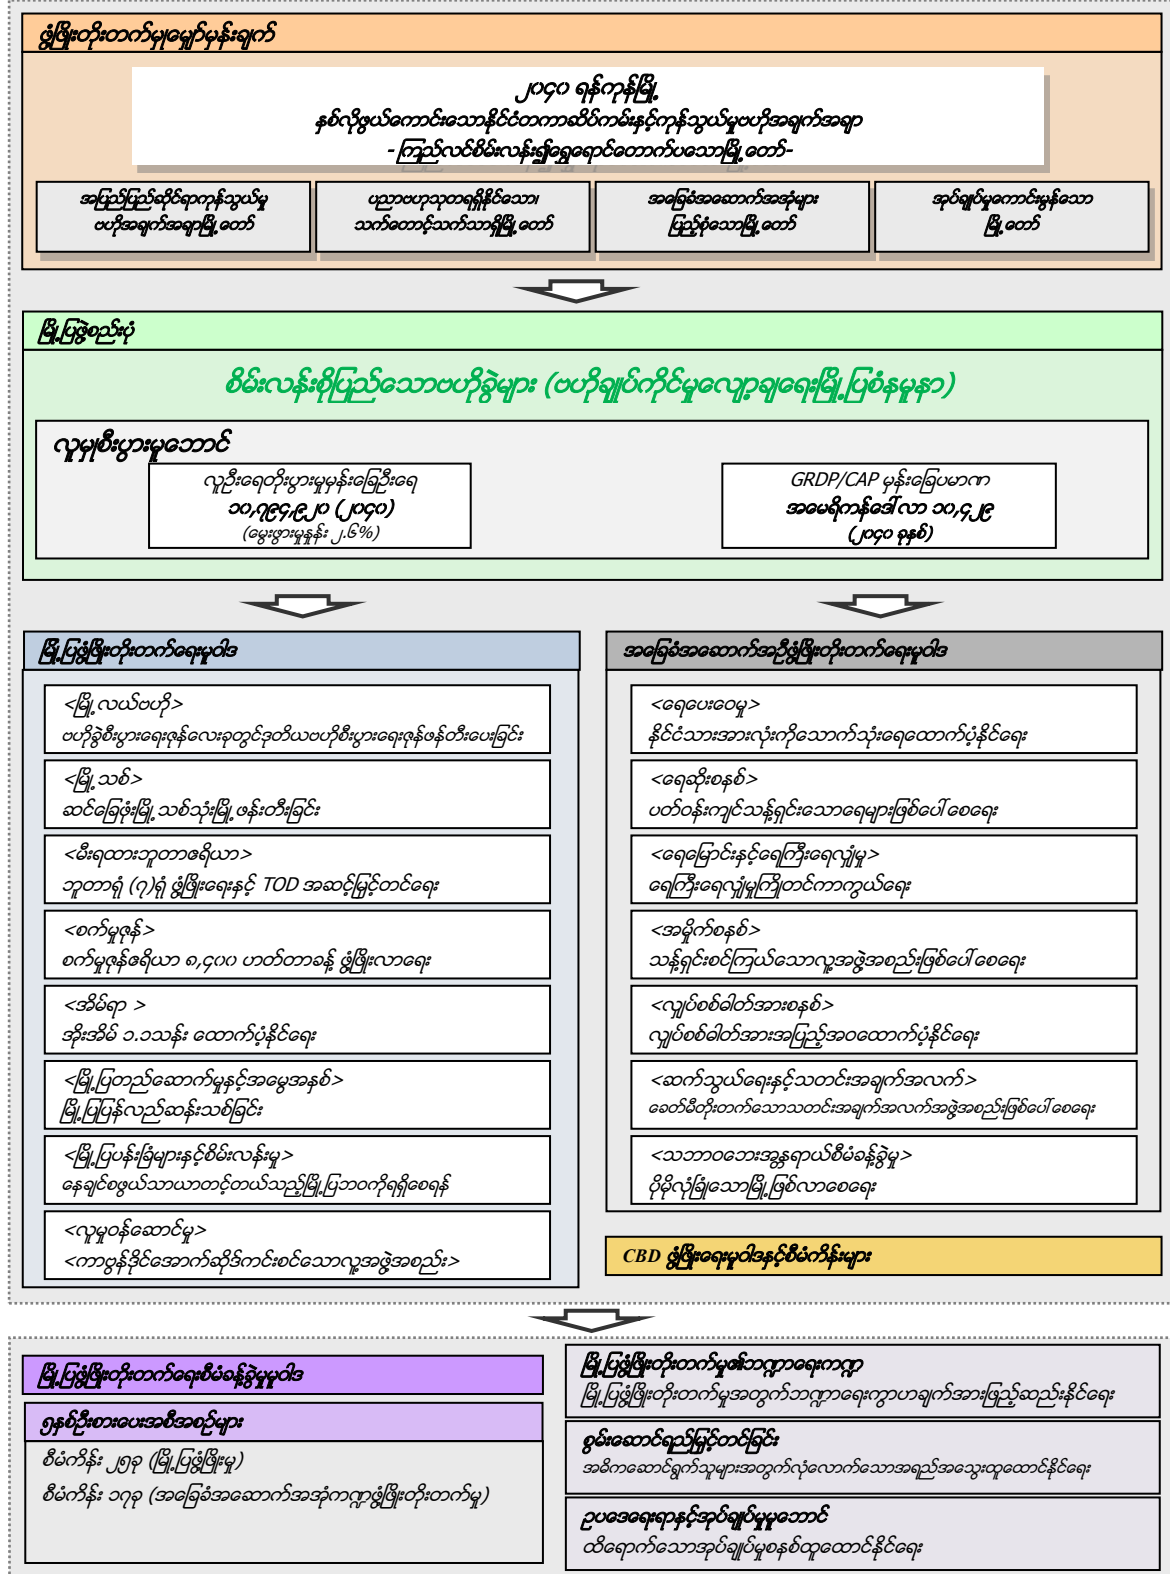 ဖွံ့ဖြိုးတိုးတက်မှုမျှော်မှန်းချက်
၂၀၄၀ ရန်ကုန်မြို့
နှစ်လိုဖွယ်ကောင်းသောနိုင်ငံတကာဆိပ်ကမ်းနှင့်ကုန်သွယ်မှုဗဟိုအချက်အချာ
- ကြည်လင်စိမ်းလန်း၍ရွှေရောင်တောက်ပသောမြို့တော်-
အပြည်ပြည်ဆိုင်ရာကုန်သွယ်မှု
ဗဟိုအချက်အချာမြို့တော်
ပညာဗဟုသုတရရှိနိုင်သော၊
သက်တောင့်သက်သာရှိမြို့တော်
အခြေခံအဆောက်အအုံများ
ပြည့်စုံသောမြို့တော်
အုပ်ချုပ်မှုကောင်းမွန်သော
မြို့တော်
မြို့ပြဖွဲ့စည်းပုံ
စိမ်းလန်းစိုပြည်သောဗဟိုခွဲများ (ဗဟိုချုပ်ကိုင်မှုလျော့ချရေးမြို့ပြစံနမူနာ)
လူမှုစီးပွားမူဘောင်
လူဦးရေတိုးပွားမှုမှန်းခြေဦးရေ
၁၀,၇၉၄,၉၂၀ (၂၀၄၀)
(မွေးဖွားမှုနှုန်း ၂.၆%)
GRDP/CAP မှန်းခြေပမာဏ
အမေရိကန်ဒေါ်လာ ၁၀,၄၂၉
(၂၀၄၀ ခုနှစ်)
မြို့ပြဖွံ့ဖြိုးတိုးတက်ရေးမူဝါဒ
<မြို့လယ်ဗဟို>
ဗဟိုခွဲစီးပွားရေးဇုန်လေးခုတွင်ဒုတိယဗဟိုစီးပွားရေးဇုန်ဖန်တီးပေးခြင်း
<မြို့သစ်>
ဆင်ခြေဖုံးမြို့သစ်သုံးမြို့ဖန်းတီးခြင်း
<မီးရထားဘူတာဧရိယာ>
ဘူတာရုံ (၇)ရုံ ဖွံ့ဖြိုးရေးနှင့် TOD အဆင့်မြှင့်တင်ရေး
<စက်မှုဇုန်>
စက်မှုဇုန်ဧရိယာ ၈,၄၀၀ ဟတ်တာခန့် ဖွံ့ဖြိုးလာရေး
<အိမ်ရာ >
အိုးအိမ် ၁.၁သန်း ထောက်ပံ့နိုင်ရေး
<မြို့ပြတည်ဆောက်မှုနှင့်အမွေအနှစ်>
မြို့ပြပြန်လည်ဆန်းသစ်ခြင်း
<မြို့ပြပန်းခြံများနှင့်စိမ်းလန်းမှု>
နေချင်စဖွယ်သာယာတင့်တယ်သည့်မြို့ပြဘဝကိုရရှိစေရန်
<လူမှုဝန်ဆောင်မှု>
<ကာဗွန်ဒိုင်အောက်ဆိုဒ်ကင်းစင်သောလူ့အဖွဲ့အစည်း>
အခြေခံအဆောက်အဦဖွံ့ဖြိုးတိုးတက်ရေးမူဝါဒ
<ရေပေးဝေမှု>
နိုင်ငံသားအားလုံးကိုသောက်သုံးရေထောက်ပံ့နိုင်ရေး
<ရေဆိုးစနစ်>
ပတ်ဝန်းကျင်သန့်ရှင်းသောရေများဖြစ်ပေါ်စေရေး
<ရေမြောင်းနှင့်ရေကြီးရေလျှံမှု>
ရေကြီးရေလျှံမှုကြိုတင်ကာကွယ်ရေး
<အမှိုက်စနစ်>
သန့်ရှင်းစင်ကြယ်သောလူ့အဖွဲ့အစည်းဖြစ်ပေါ်စေရေး
<လျှပ်စစ်ဓါတ်အားစနစ်>
လျှပ်စစ်ဓါတ်အားအပြည့်အဝထောက်ပံ့နိုင်ရေး
<ဆက်သွယ်ရေးနှင့်သတင်းအချက်အလက်>
ခေတ်မီတိုးတက်သောသတင်းအချက်အလက်အဖွဲ့အစည်းဖြစ်ပေါ်စေရေး
<သဘာဝဘေးအန္တရာယ်စီမံခန့်ခွဲမှု>
ပိုမိုလုံခြုံသောမြို့ဖြစ်လာစေရေး
CBD ဖွံ့ဖြိုးရေးမူဝါဒနှင့်စီမံကိန်းများ
မြို့ပြဖွံ့ဖြိုးတိုးတက်ရေးစီမံခန့်ခွဲမှုမူဝါဒ
၅နှစ်ဦးစားပေးအစီအစဉ်များ
စီမံကိန်း ၂၅ခု (မြို့ပြဖွံ့ဖြိုးမှု)
စီမံကိန်း ၁၇ခု (အခြေခံအဆောက်အအုံကဏ္ဍဖွံ့ဖြိုးတိုးတက်မှု)
မြို့ပြဖွံ့ဖြိုးတိုးတက်မှု၏ဘဏ္ဍာရေးကဏ္ဍ
မြို့ပြဖွံ့ဖြိုးတိုးတက်မှုအတွက်ဘဏ္ဍာရေးကွာဟချက်အားဖြည့်ဆည်းနိုင်ရေး
စွမ်းဆောင်ရည်မြှင့်တင်ခြင်း
အဓိကဆောင်ရွက်သူများအတွက်လုံလောက်သောအရည်အသွေးထူထောင်နိုင်ရေး
ဥပဒေရေးရာနှင့်အုပ်ချုပ်မှုမူဘောင်
ထိရောက်သောအုပ်ချုပ်မှုစနစ်ထူထောင်နိုင်ရေး